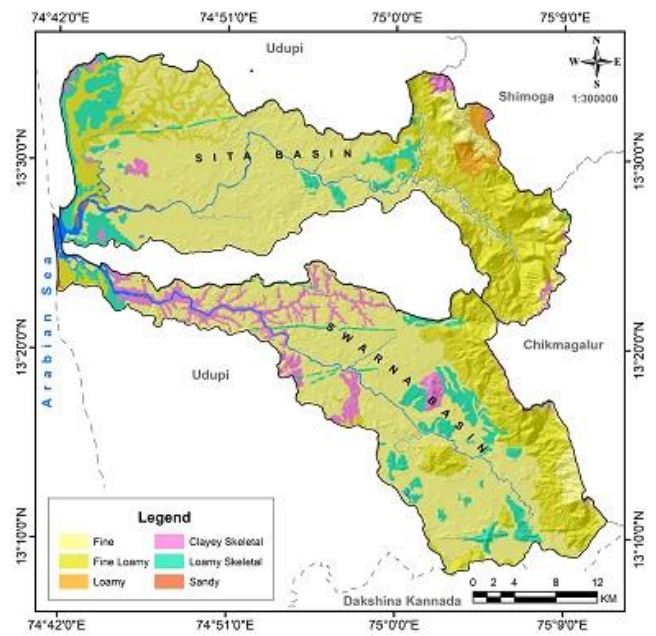 74°42'0"E 74°51'0"E 75°0'0"E 75°9'0"E
Udupi
N
W E
S
1:300000
Shimoga
13°30'0"N 13°30'0"N
SITA BASIN
Arabian Sea
SWARNA BASIN
Chikmagalur
13°20'0"N 13°20'0"N
Udupi
Legend
Fine Clayey Skeletal
Fine Loamy Loamy Skeletal
Loamy Sandy
13°10'0"N 13°10'0"N
0 2 4 8 12
KM
Dakshina Kannada
74°42'0"E 74°51'0"E 75°0'0"E 75°9'0"E